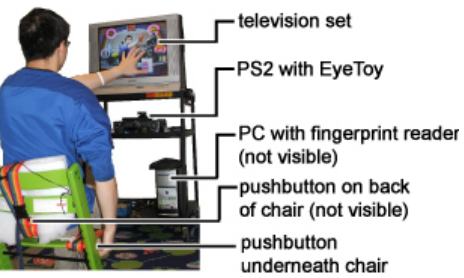 television set
PS2 with EyeToy
PC with fingerprint reader
(not visible)
pushbutton on back
of chair (not visible)
pushbutton
underneath chair